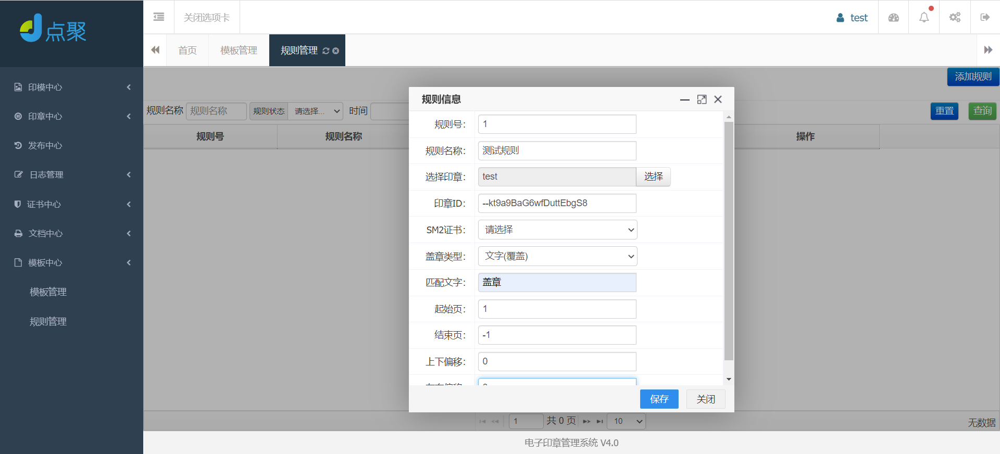 点聚
关闭选项卡
test
首页
模板管理
规则管理
印模中心
印章中心
发布中心
日志管理
证书中心
文档中心
模板中心
模板管理
规则管理
添加规则
规则名称 规则名称 规则状态 请选择... 时间 重置 查询
规则号 规则名称 操作
规则信息
规则号： 1
规则名称： 测试规则
选择印章： test 选择
印章ID： --kt9a9BaG6wfDuttEbgS8
SM2证书： 请选择
盖章类型： 文字(覆盖)
匹配文字： 盖章
起始页： 1
结束页： -1
上下偏移： 0
保存 关闭
1 共 0 页 10 无数据
电子印章管理系统 V4.0